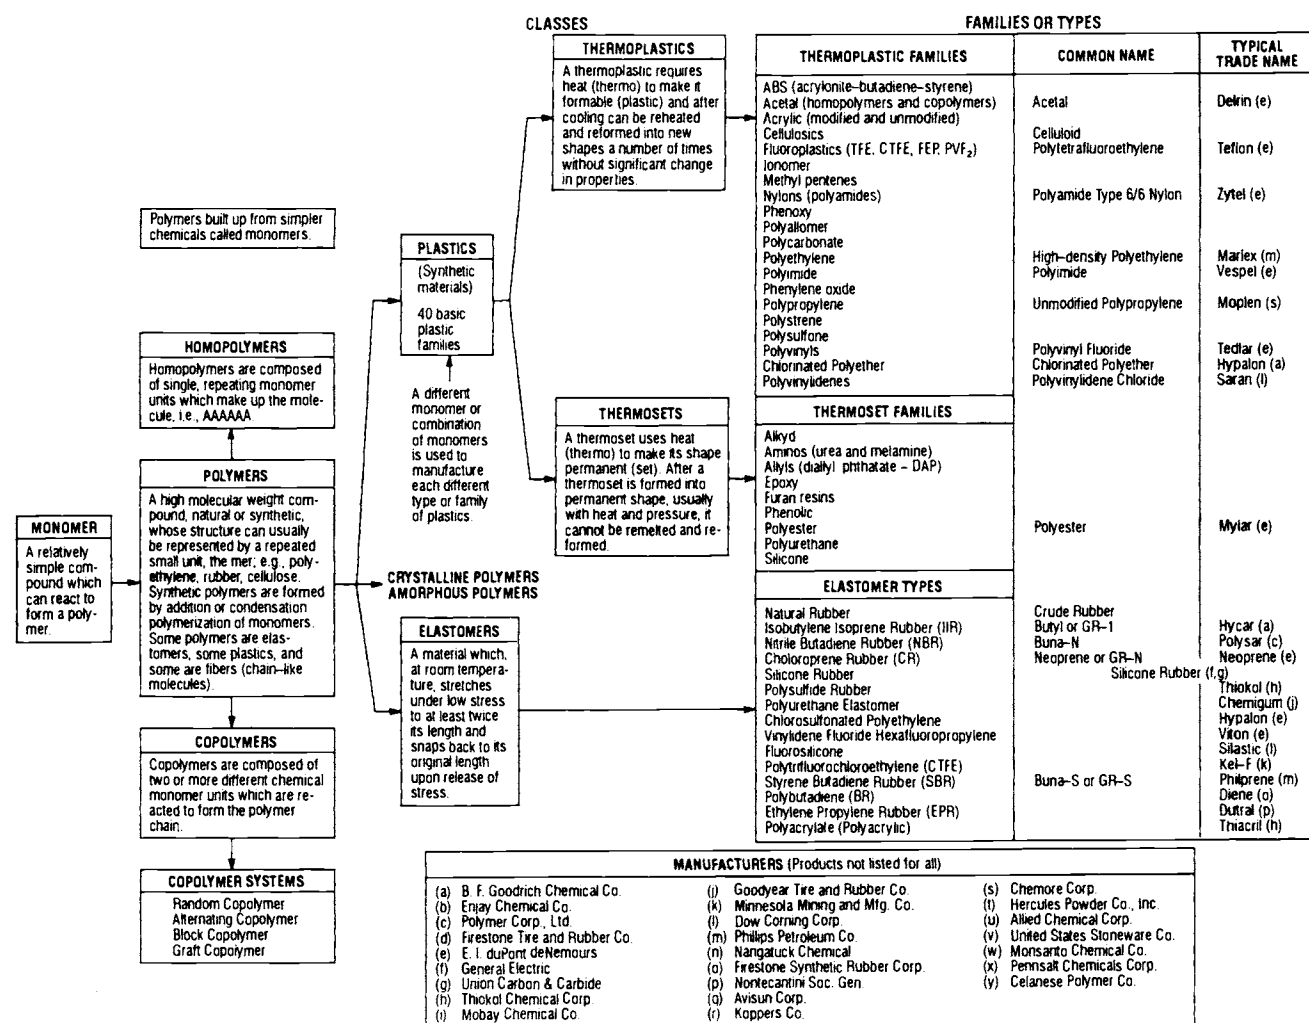 CLASSES
FAMILIES OR TYPES
THERMOPLASTICS
A thermoplastic requires
heat (thermo) to make it
formable (plastic) and after
cooling can be reheated
and reformed into new
shapes a number of times
without significant change
in properties.
THERMOPLASTIC FAMILIES
COMMON NAME
TYPICAL
TRADE NAME
ABS (acrylonite-butadiene-styrene)
Acetal (homopolymers and copolymers) Acetal Delrin (e)
Acrylic (modified and unmodified)
Cellulosics Celluloid
Fluoroplastics (TFE, CTFE, FEP, PVF₂) Polytetrafluoroethylene Teflon (e)
Ionomer
Methyl pentenes
Nylons (polyamides) Polyamide Type 6/6 Nylon Zytel (e)
Phenoxy
Polyallomer
Polycarbonate
Polyethylene High-density Polyethylene Marlex (m)
Polyimide Polyimide Vespel (e)
Phenylene oxide
Polypropylene Unmodified Polypropylene Moplen (s)
Polystrene
Polysulfone
Polyvinyls Polyvinyl Fluoride Tedlar (e)
Chlorinated Polyether Chlorinated Polyether Hypalon (a)
Polyvinylidenes Polyvinylidene Chloride Saran (l)
Polymers built up from simpler
chemicals called monomers.
PLASTICS
(Synthetic
materials)
40 basic
plastic
families
A different
monomer or
combination
of monomers
is used to
manufacture
each different
type or family
of plastics.
HOMOPOLYMERS
Homopolymers are composed
of single, repeating monomer
units which make up the mole-
cule, i.e., AAAAAA.
THERMOSETS
A thermoset uses heat
(thermo) to make its shape
permanent (set). After a
thermoset is formed into
permanent shape, usually
with heat and pressure, it
cannot be remelted and re-
formed.
THERMOSET FAMILIES
Alkyd
Aminos (urea and melamine)
Allyls (diallyl phthatate - DAP)
Epoxy
Furan resins
Phenolic
Polyester Polyester Mylar (e)
Polyurethane
Silicone
MONOMER
A relatively
simple com-
pound which
can react to
form a poly-
mer.
POLYMERS
A high molecular weight com-
pound, natural or synthetic,
whose structure can usually
be represented by a repeated
small unit, the mer; e.g., poly-
ethylene, rubber, cellulose.
Synthetic polymers are formed
by addition or condensation
polymerization of monomers.
Some polymers are elas-
tomers, some plastics, and
some are fibers (chain-like
molecules).
CRYSTALLINE POLYMERS
AMORPHOUS POLYMERS
ELASTOMERS
A material which,
at room tempera-
ture, stretches
under low stress
to at least twice
its length and
snaps back to its
original length
upon release of
stress.
ELASTOMER TYPES
Natural Rubber Crude Rubber
Isobutylene Isoprene Rubber (IIR) Butyl or GR-1 Hycar (a)
Nitrile Butadiene Rubber (NBR) Buna-N Polysar (c)
Choloroprene Rubber (CR) Neoprene or GR-N Neoprene (e)
Silicone Rubber Silicone Rubber (f,g)
Polysulfide Rubber Thiokol (h)
Polyurethane Elastomer Chemigum (j)
Chlorosulfonated Polyethylene Hypalon (e)
Vinylidene Fluoride Hexafluoropropylene Viton (e)
Fluorosilicone Silastic (l)
Polytrifluorochloroethylene (CTFE) Kel-F (k)
Styrene Butadiene Rubber (SBR) Buna-S or GR-S Philprene (m)
Polybutadiene (BR) Diene (o)
Ethylene Propylene Rubber (EPR) Dutral (p)
Polyacrylate (Polyacrylic) Thiacril (h)
COPOLYMERS
Copolymers are composed of
two or more different chemical
monomer units which are re-
acted to form the polymer
chain.
COPOLYMER SYSTEMS
Random Copolymer
Alternating Copolymer
Block Copolymer
Graft Copolymer
MANUFACTURERS (Products not listed for all)
(a) B. F. Goodrich Chemical Co.
(b) Enjay Chemical Co.
(c) Polymer Corp., Ltd.
(d) Firestone Tire and Rubber Co.
(e) E. I. duPont deNemours
(f) General Electric
(g) Union Carbon & Carbide
(h) Thiokol Chemical Corp.
(i) Mobay Chemical Co.
(j) Goodyear Tire and Rubber Co.
(k) Minnesola Mining and Mfg. Co.
(l) Dow Corning Corp.
(m) Phillips Petroleum Co.
(n) Nangatuck Chemical
(o) Firestone Synthetic Rubber Corp.
(p) Nontecantini Soc. Gen.
(q) Avisun Corp.
(r) Koppers Co.
(s) Chemore Corp.
(t) Hercules Powder Co., Inc.
(u) Allied Chemical Corp.
(v) United States Stoneware Co.
(w) Monsanto Chemical Co.
(x) Pennsalt Chemicals Corp.
(y) Celanese Polymer Co.